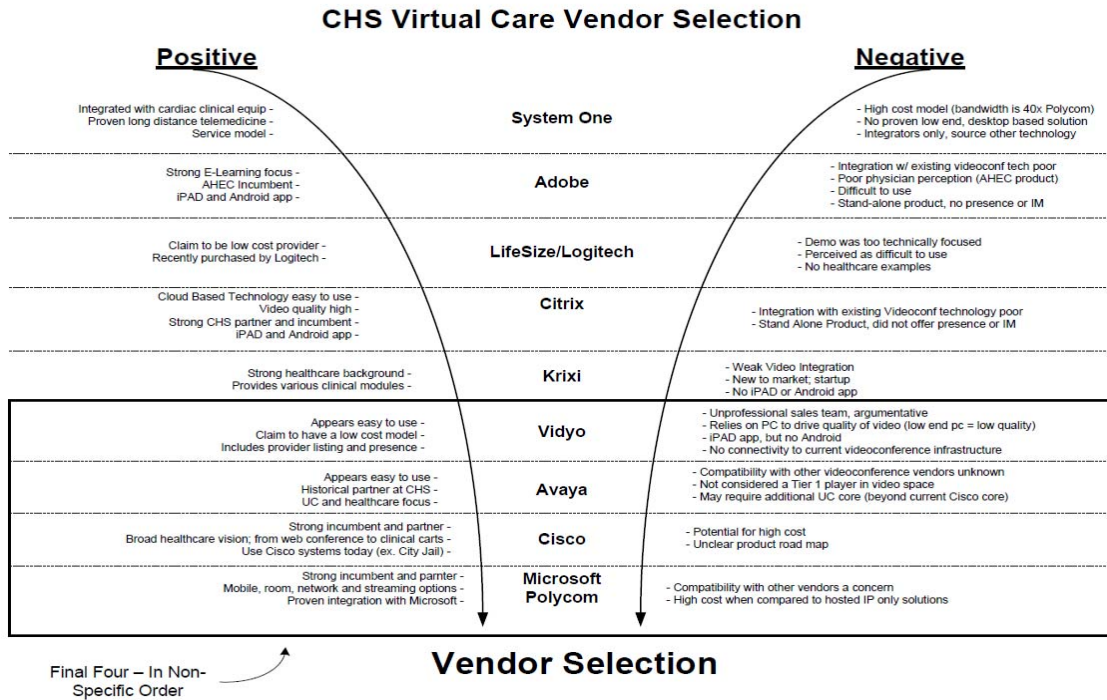 CHS Virtual Care Vendor Selection
Positive
Negative
Integrated with cardiac clinical equip -
Proven long distance telemedicine -
Service model -
System One
- High cost model (bandwidth is 40x Polycom)
- No proven low end, desktop based solution
- Integrators only, source other technology
Strong E-Learning focus -
AHEC Incumbent -
iPAD and Android app -
Adobe
- Integration w/ existing videoconf tech poor
- Poor physician perception (AHEC product)
- Difficult to use
- Stand-alone product, no presence or IM
Claim to be low cost provider -
Recently purchased by Logitech -
LifeSize/Logitech
- Demo was too technically focused
- Perceived as difficult to use
- No healthcare examples
Cloud Based Technology easy to use -
Video quality high -
Strong CHS partner and incumbent -
iPAD and Android app -
Citrix
- Integration with existing Videoconf technology poor
- Stand Alone Product, did not offer presence or IM
Strong healthcare background -
Provides various clinical modules -
Krixi
- Weak Video Integration
- New to market; startup
- No iPAD or Android app
Appears easy to use -
Claim to have a low cost model -
Includes provider listing and presence -
Vidyo
- Unprofessional sales team, argumentative
- Relies on PC to drive quality of video (low end pc = low quality)
- iPAD app, but no Android
- No connectivity to current videoconference infrastructure
Appears easy to use -
Historical partner at CHS -
UC and healthcare focus -
Avaya
- Compatibility with other videoconference vendors unknown
- Not considered a Tier 1 player in video space
- May require additional UC core (beyond current Cisco core)
Strong incumbent and partner -
Broad healthcare vision; from web conference to clinical carts -
Use Cisco systems today (ex. City Jail) -
Cisco
- Potential for high cost
- Unclear product road map
Strong incumbent and parnter -
Mobile, room, network and streaming options -
Proven integration with Microsoft -
Microsoft
Polycom
- Compatibility with other vendors a concern
- High cost when compared to hosted IP only solutions
Final Four – In Non-
Specific Order
Vendor Selection